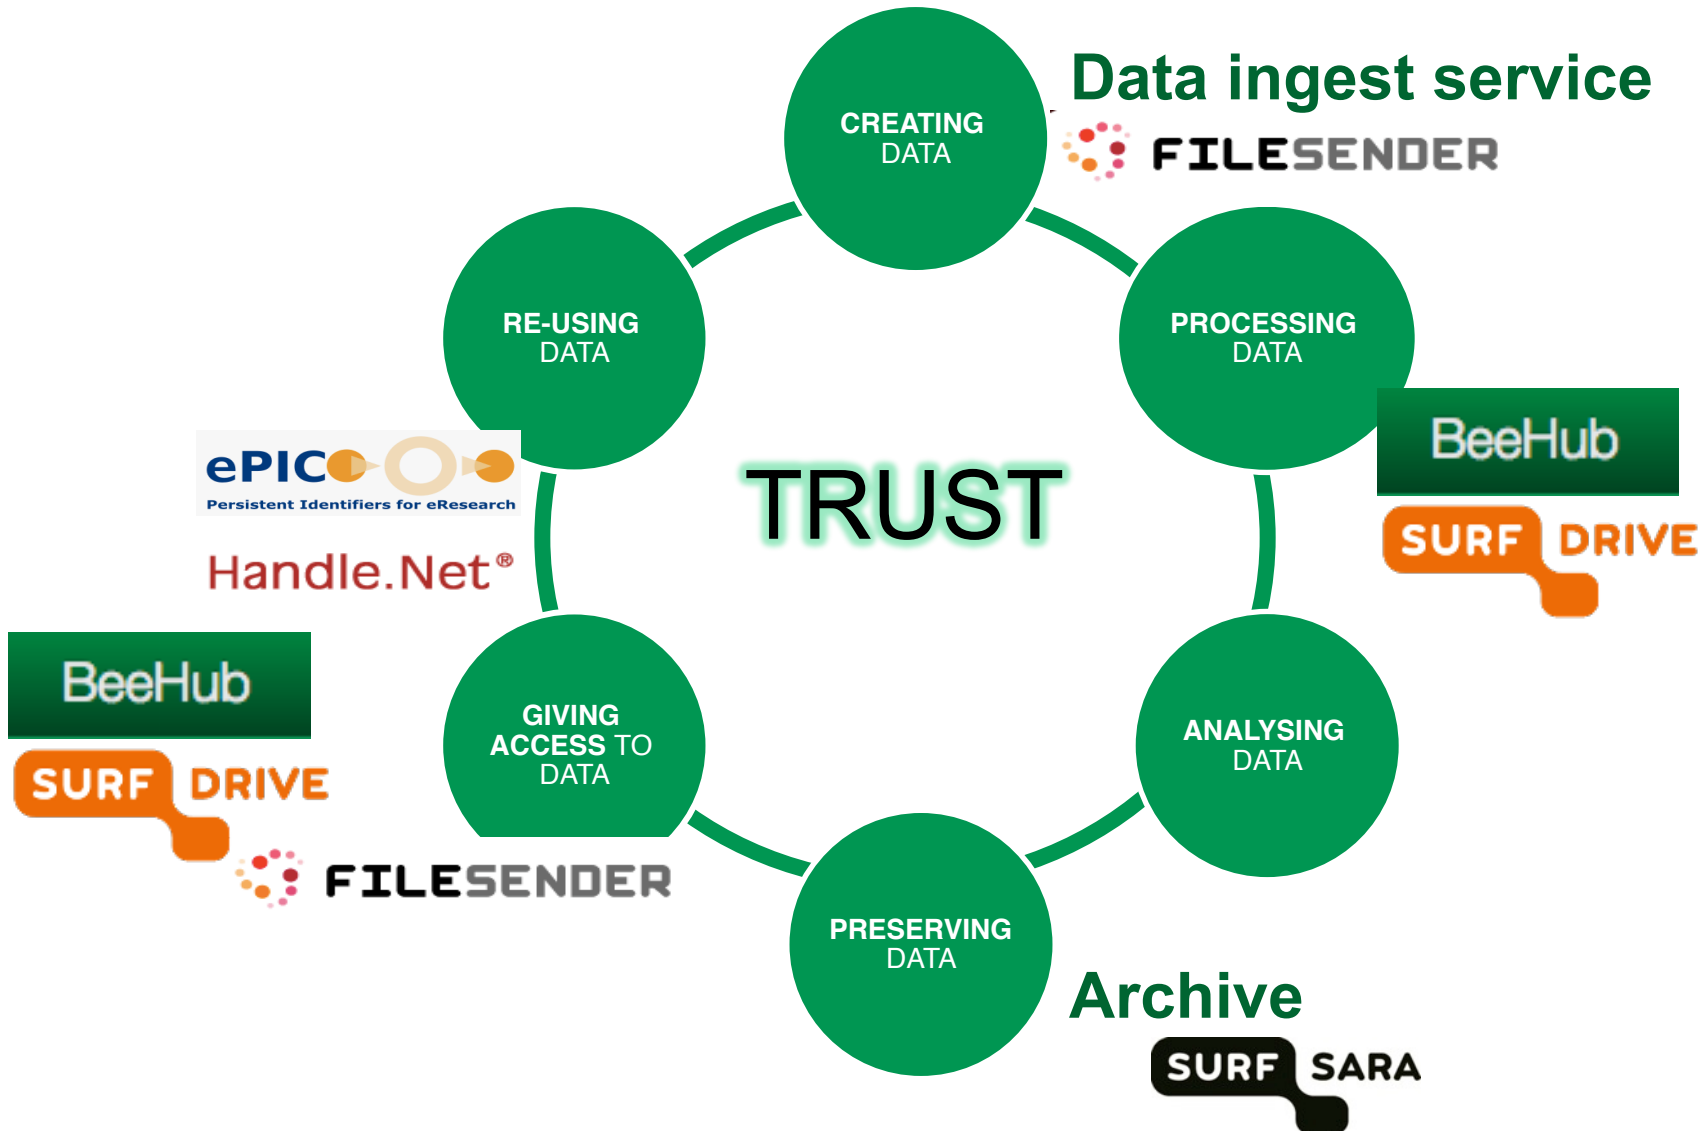 Data ingest service
FILESENDER
CREATING
DATA
PROCESSING
DATA
BeeHub
SURF DRIVE
ANALYSING
DATA
PRESERVING
DATA
Archive
SURF SARA
GIVING
ACCESS TO
DATA
BeeHub
SURF DRIVE
FILESENDER
RE-USING
DATA
ePIC
Persistent Identifiers for eResearch
Handle.Net®
TRUST